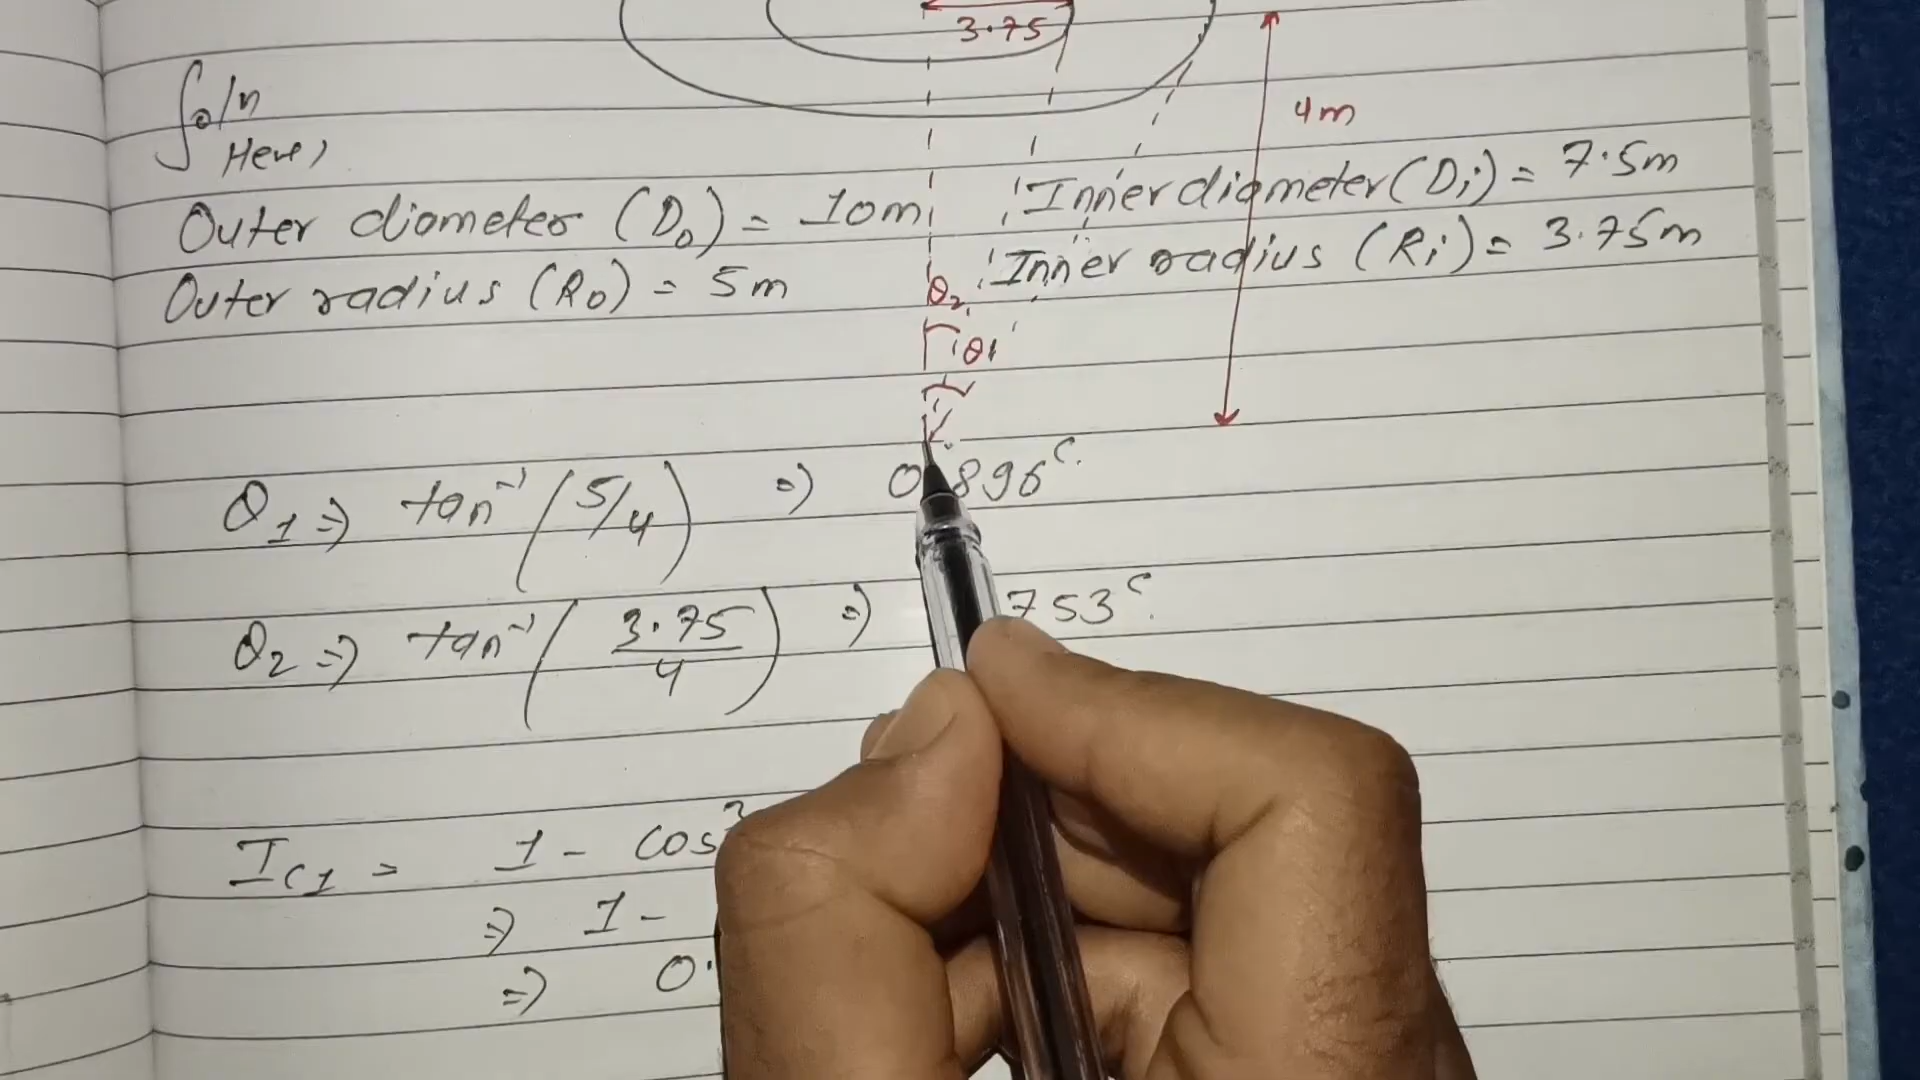 3.75
4m
Soln
Here,
Outer diameter (D₀) = 10m
Inner diameter (Di) = 7.5m
Outer radius (R₀) = 5m
Inner radius (Ri) = 3.75m
θ₂
θ1
θ₁ ⇒ tan⁻¹ (5/4) ⇒ 0.896ᶜ.
θ₂ ⇒ tan⁻¹ (3.75/4) ⇒ 753ᶜ.
I C1 = 1 - cos³
⇒ 1 -
⇒ 0.